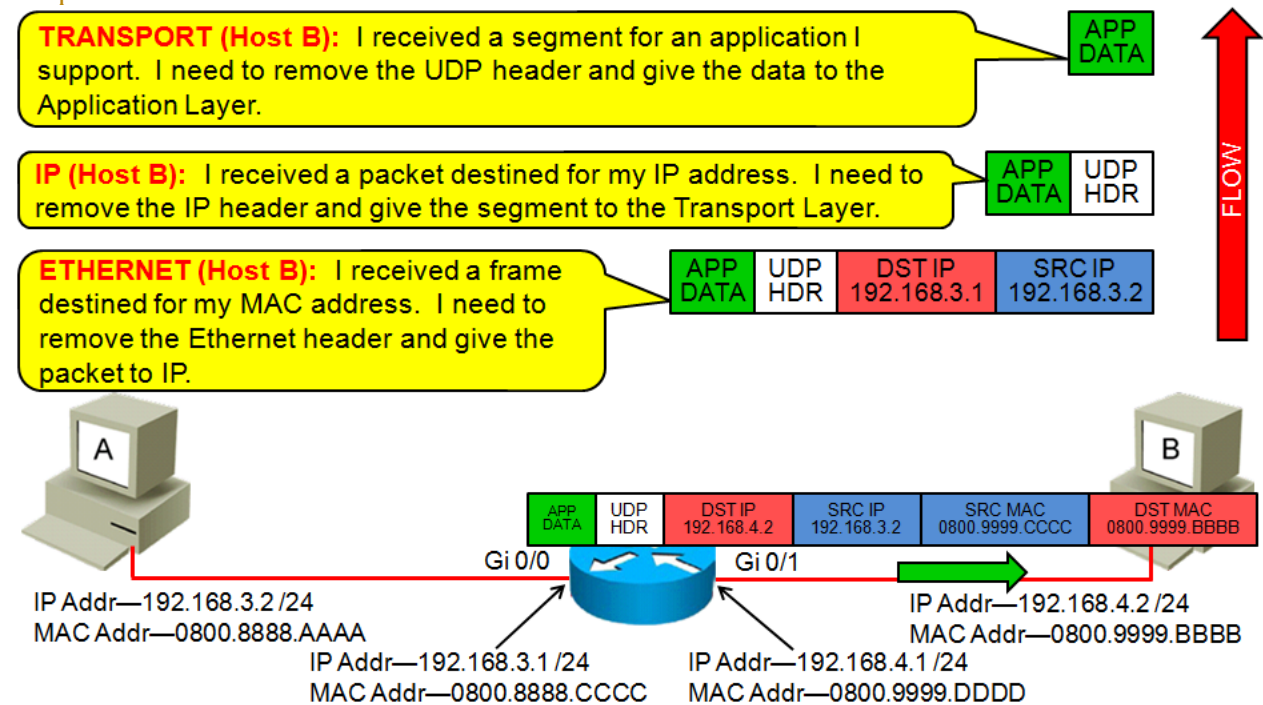 TRANSPORT (Host B): I received a segment for an application I
support. I need to remove the UDP header and give the data to the
Application Layer.
APP
DATA
IP (Host B): I received a packet destined for my IP address. I need to
remove the IP header and give the segment to the Transport Layer.
APP
DATA
UDP
HDR
FLOW
ETHERNET (Host B): I received a frame
destined for my MAC address. I need to
remove the Ethernet header and give the
packet to IP.
APP
DATA
UDP
HDR
DST IP
192.168.3.1
SRC IP
192.168.3.2
A
B
APP
DATA
UDP
HDR
DST IP
192.168.4.2
SRC IP
192.168.3.2
SRC MAC
0800.9999.CCCC
DST MAC
0800.9999.BBBB
Gi 0/0
Gi 0/1
IP Addr—192.168.3.2 /24
MAC Addr—0800.8888.AAAA
IP Addr—192.168.4.2 /24
MAC Addr—0800.9999.BBBB
IP Addr—192.168.3.1 /24
MAC Addr—0800.8888.CCCC
IP Addr—192.168.4.1 /24
MAC Addr—0800.9999.DDDD